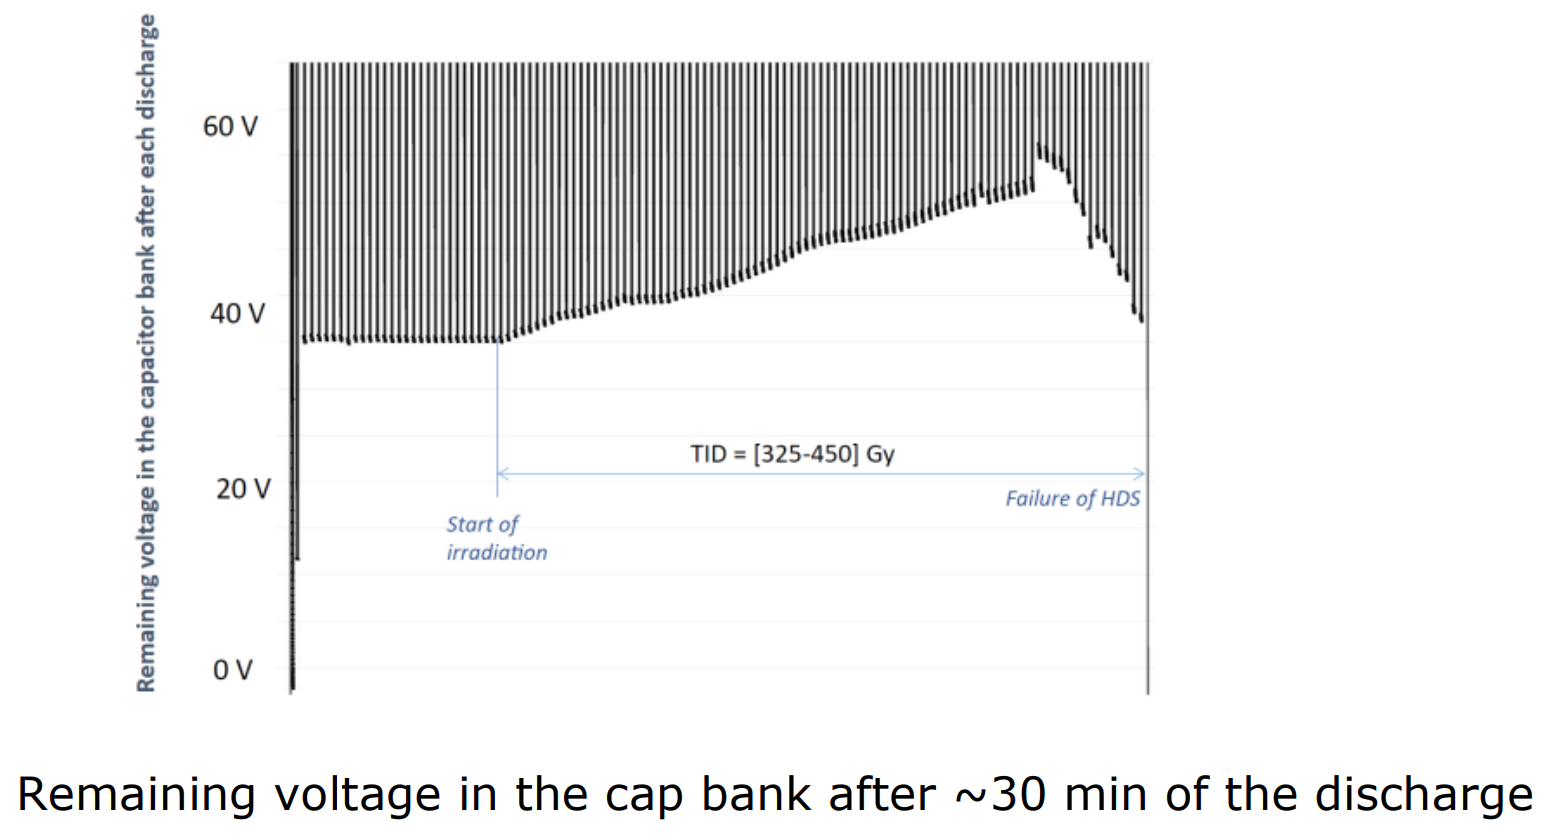 Remaining voltage in the capacitor bank after each discharge
60 V
40 V
20 V
0 V
TID = [325-450] Gy
Failure of HDS
Start of
irradiation
Remaining voltage in the cap bank after ~30 min of the discharge